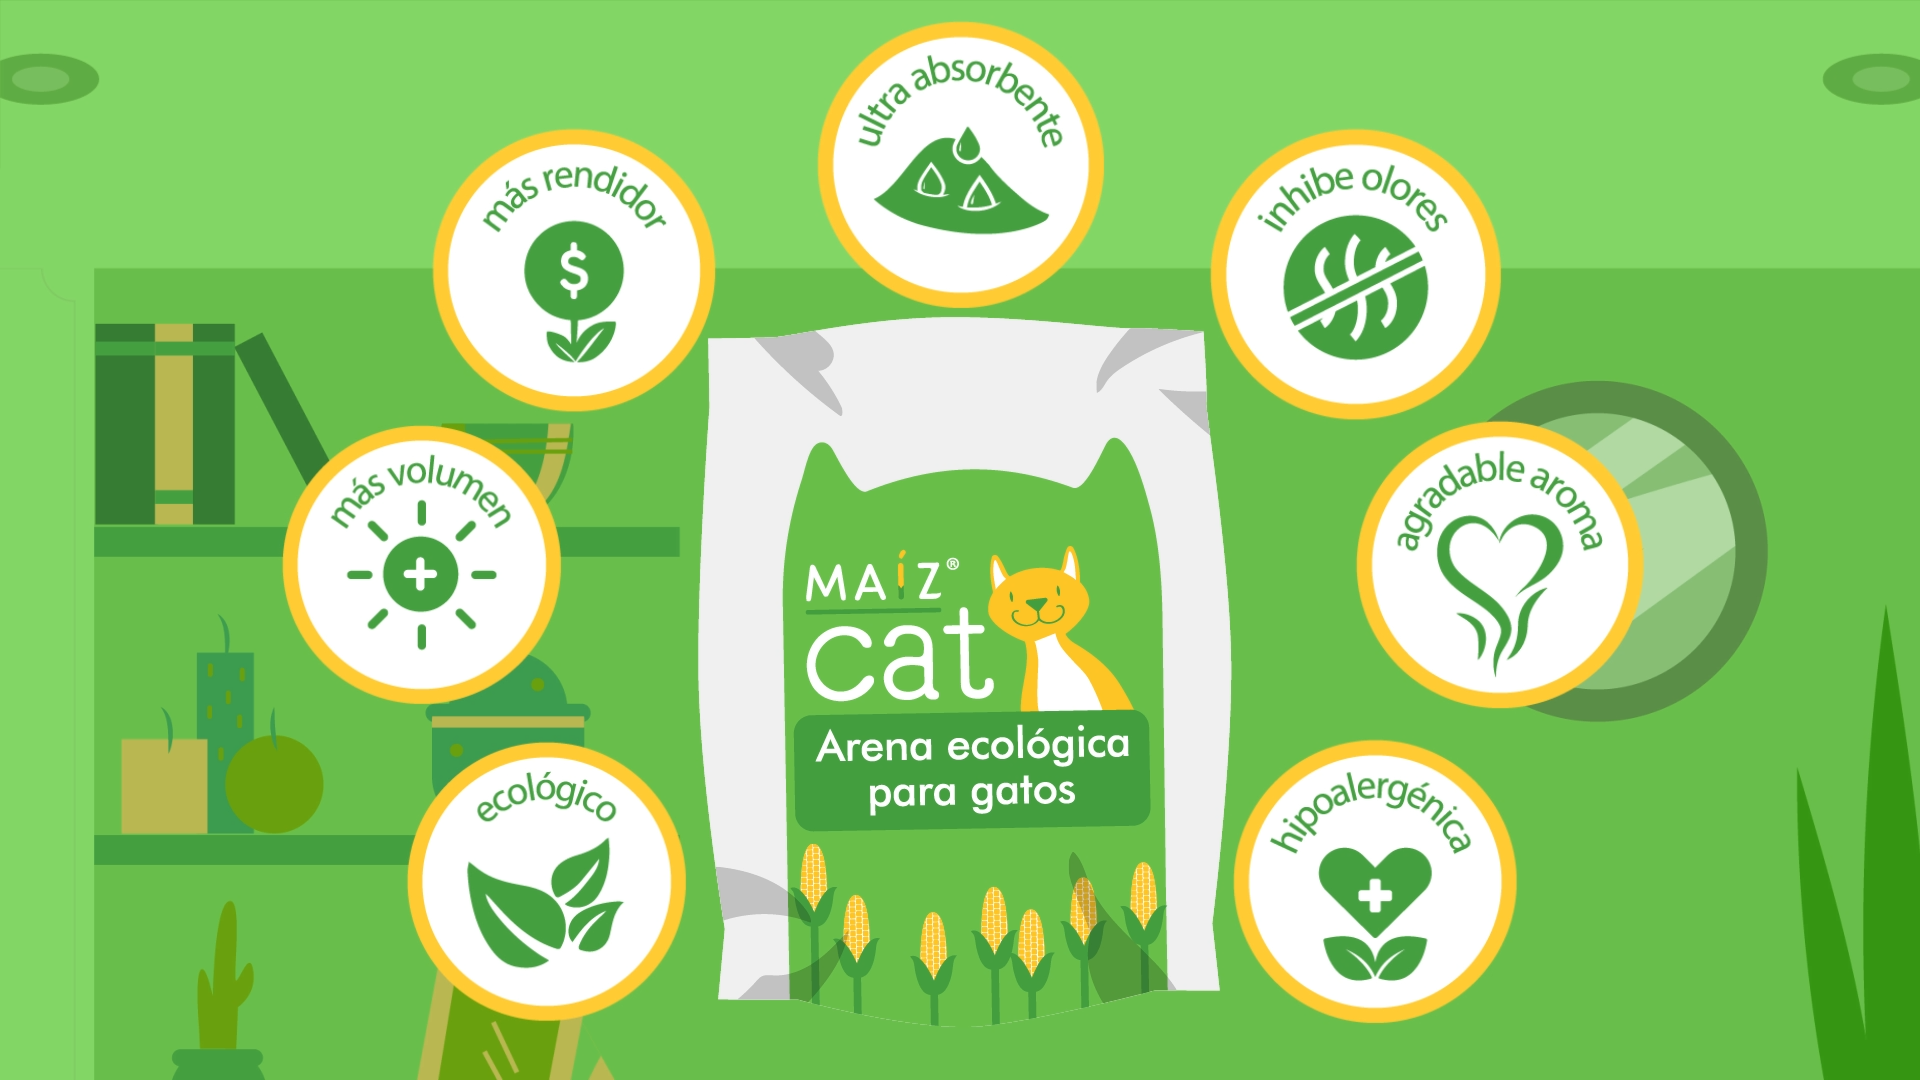 ultra absorbente
más rendidor
inhibe olores
más volumen
agradable aroma
MAÍZ®
cat
Arena ecológica
para gatos
ecológico
hipoalergénica
$